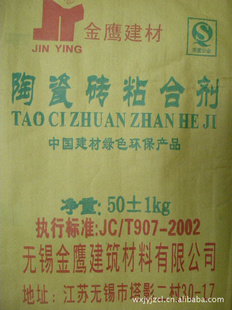 金鹰建材
JIN YING
陶瓷砖粘合剂
TAO CI ZHUAN ZHAN HE JI
中国建材绿色环保产品
净重:50±1kg
执行标准:JC/T907-2002
无锡金鹰建筑材料有限公司
地址:江苏无锡市塔影二村30-17
wxjyjzcl.1688.com